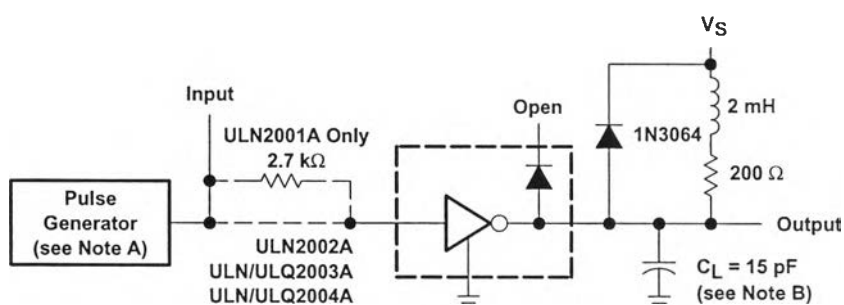 VS
Input
Open
2 mH
ULN2001A Only
1N3064
2.7 kΩ
200 Ω
Pulse
Generator
(see Note A)
Output
ULN2002A
ULN/ULQ2003A
ULN/ULQ2004A
CL = 15 pF
(see Note B)